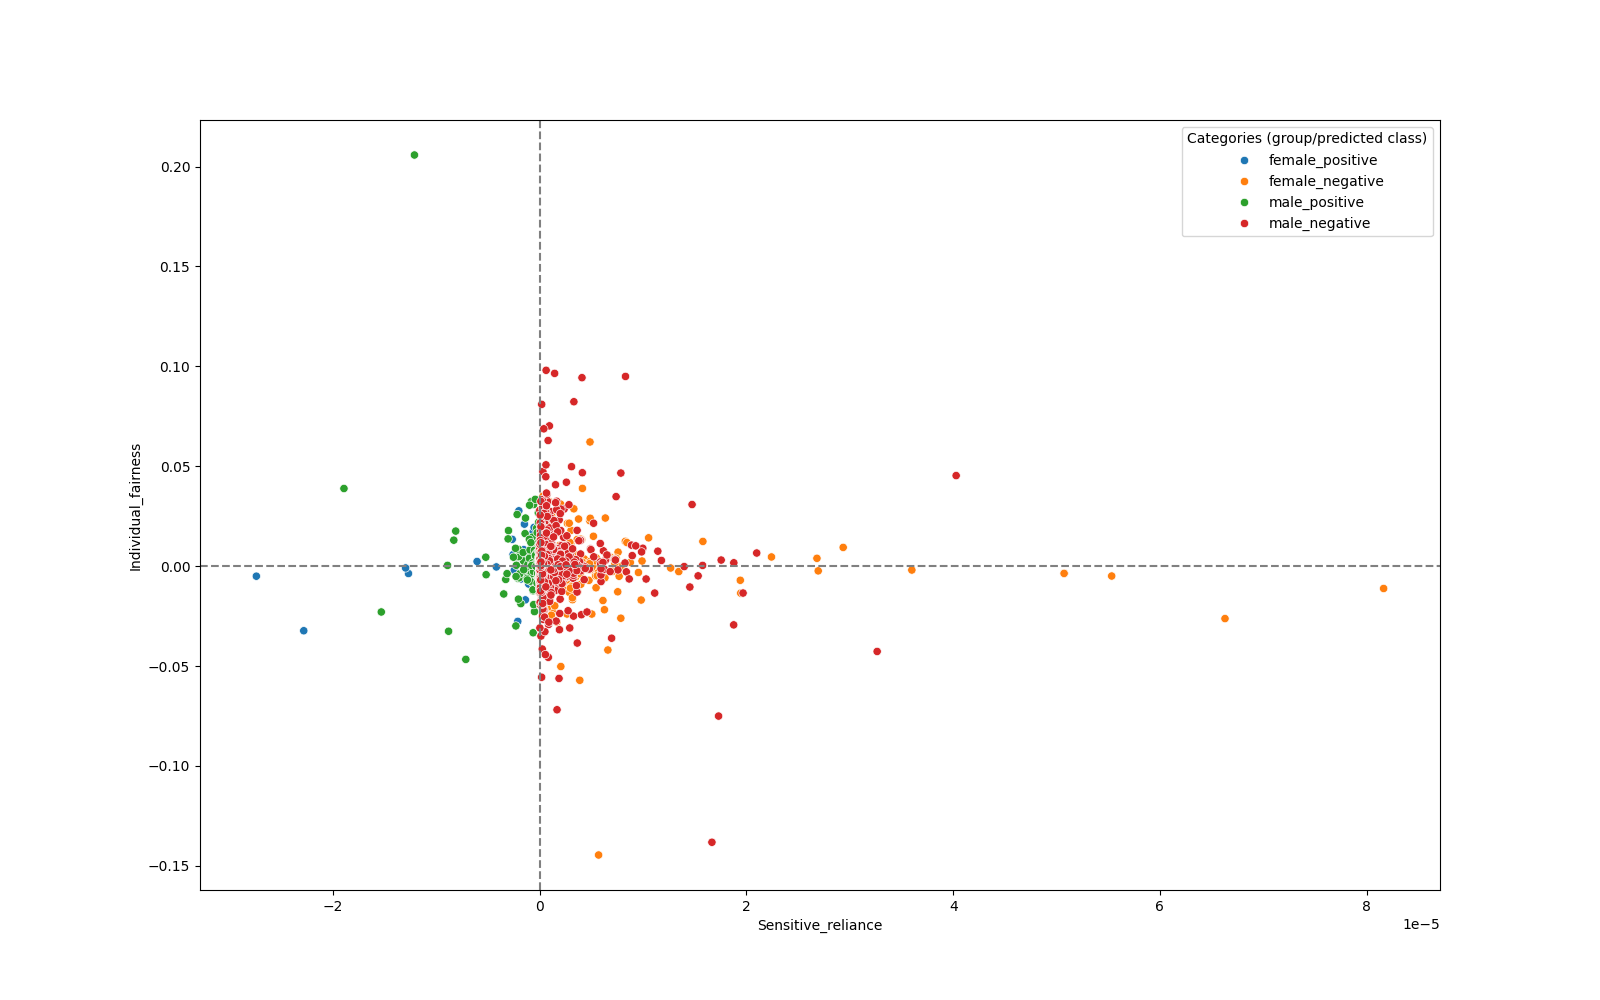 Categories (group/predicted class)
female_positive
female_negative
male_positive
male_negative
0.20
0.15
0.10
0.05
0.00
−0.05
−0.10
−0.15
Individual_fairness
−2
0
2
4
6
8
1e−5
Sensitive_reliance